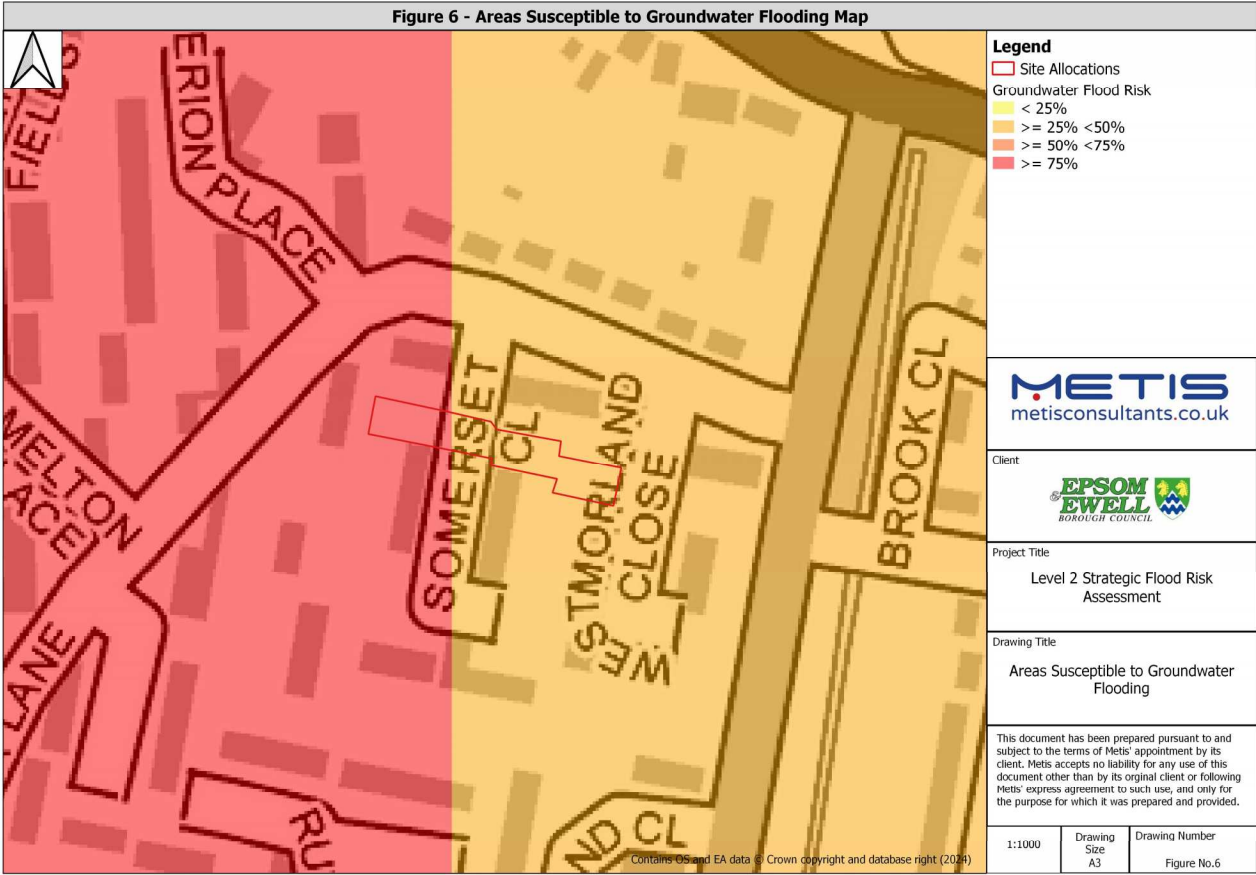 Figure 6 - Areas Susceptible to Groundwater Flooding Map
Legend
Site Allocations
Groundwater Flood Risk
< 25%
>= 25% <50%
>= 50% <75%
>= 75%
METIS
metisconsultants.co.uk
Client
EPSOM
& EWELL
BOROUGH COUNCIL
Project Title
Level 2 Strategic Flood Risk
Assessment
Drawing Title
Areas Susceptible to Groundwater
Flooding
This document has been prepared pursuant to and
subject to the terms of Metis' appointment by its
client. Metis accepts no liability for any use of this
document other than by its orginal client or following
Metis' express agreement to such use, and only for
the purpose for which it was prepared and provided.
1:1000
Drawing
Size
A3
Drawing Number
Figure No.6
FIELDS
ERION PLACE
MELTON
ACE
LANE
SOMERSET
CL
WESTMORLAND
CLOSE
BROOK CL
RU
ND CL
Contains OS and EA data © Crown copyright and database right (2024)